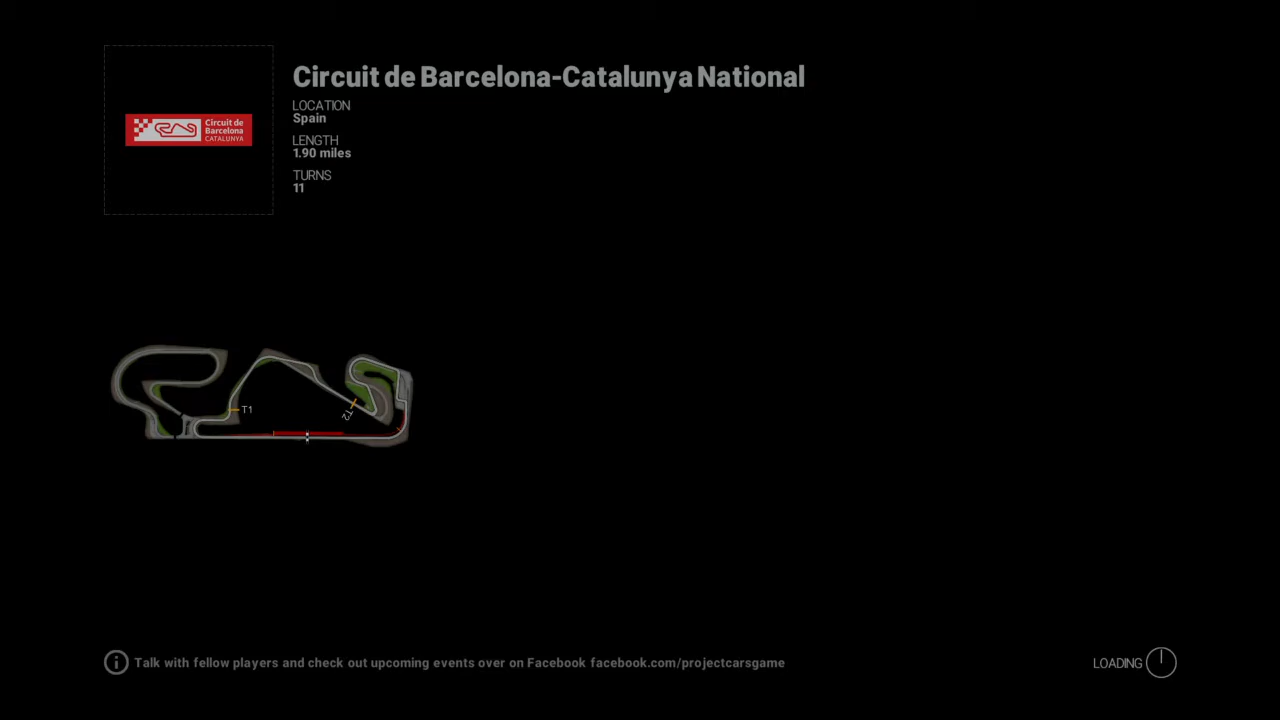 Circuit de Barcelona-Catalunya National
LOCATION
Spain
LENGTH
1.90 miles
TURNS
11
Circuit de
Barcelona
CATALUNYA
T1
T2
Talk with fellow players and check out upcoming events over on Facebook facebook.com/projectcarsgame
LOADING